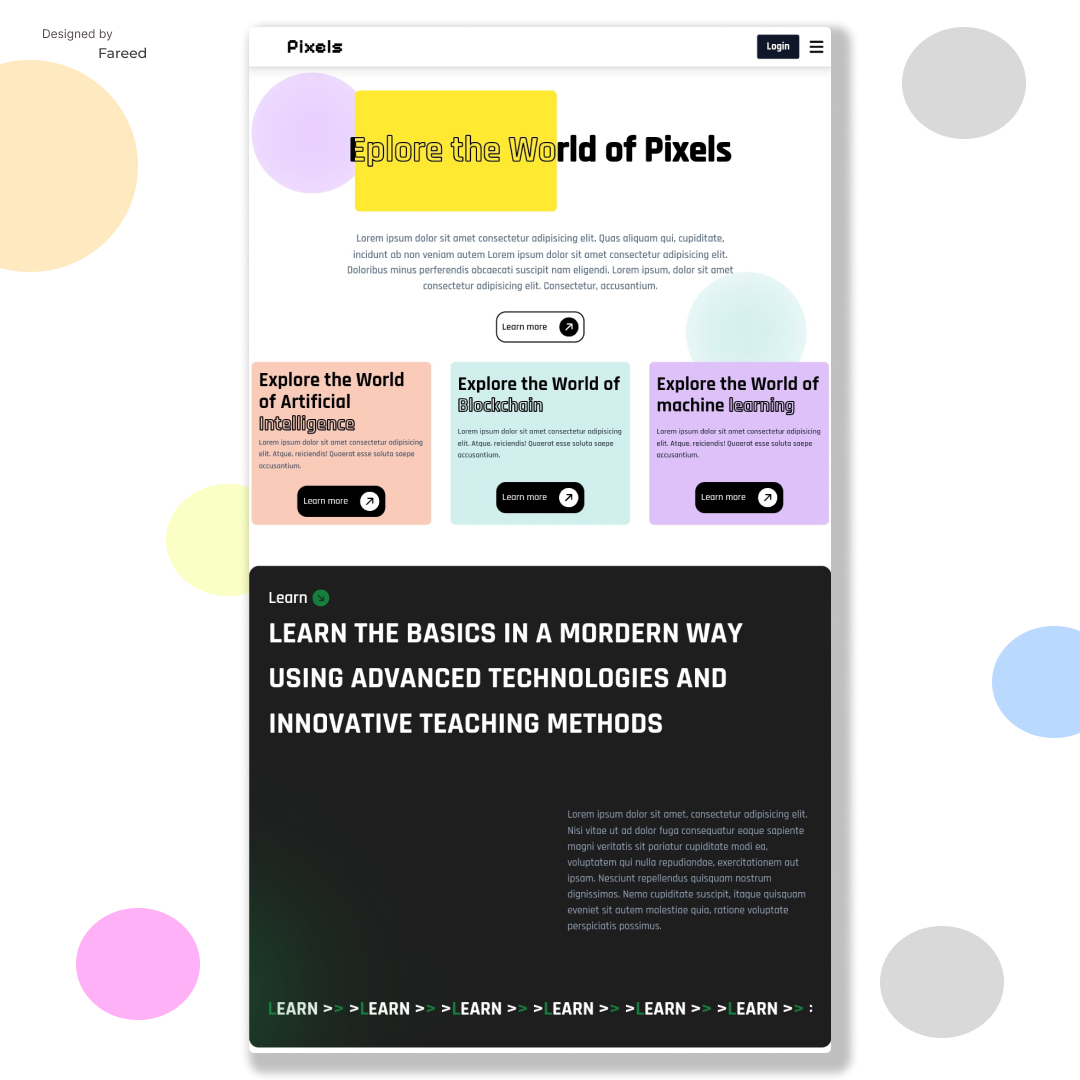 Designed by
Fareed
Pixels
Login
Eplore the World of Pixels
Lorem ipsum dolor sit amet consectetur adipisicing elit. Quas aliquam qui, cupiditate,
incidunt ab non veniam autem Lorem ipsum dolor sit amet consectetur adipisicing elit.
Doloribus minus perferendis obcaecati suscipit nam eligendi. Lorem ipsum, dolor sit amet
consectetur adipisicing elit. Consectetur, accusantium.
Learn more
Explore the World
of Artificial
Intelligence
Lorem ipsum dolor sit amet consectetur adipisicing
elit. Atque, reiciendis! Quaerat esse soluta saepe
accusantium.
Learn more
Explore the World of
Blockchain
Lorem ipsum dolor sit amet consectetur adipisicing
elit. Atque, reiciendis! Quaerat esse soluta saepe
accusantium.
Learn more
Explore the World of
machine learning
Lorem ipsum dolor sit amet consectetur adipisicing
elit. Atque, reiciendis! Quaerat esse soluta saepe
accusantium.
Learn more
Learn
LEARN THE BASICS IN A MORDERN WAY
USING ADVANCED TECHNOLOGIES AND
INNOVATIVE TEACHING METHODS
Lorem ipsum dolor sit amet, consectetur adipisicing elit.
Nisi vitae ut ad dolor fuga consequatur eaque sapiente
magni veritatis sit pariatur cupiditate modi ea,
voluptatem qui nulla repudiandae, exercitationem aut
ipsam. Nesciunt repellendus quisquam nostrum
dignissimos. Nemo cupiditate suscipit, itaque quisquam
eveniet sit autem molestiae quia, ratione voluptate
perspiciatis possimus.
LEARN >> >LEARN >> >LEARN >> >LEARN >> >LEARN >> >LEARN >>